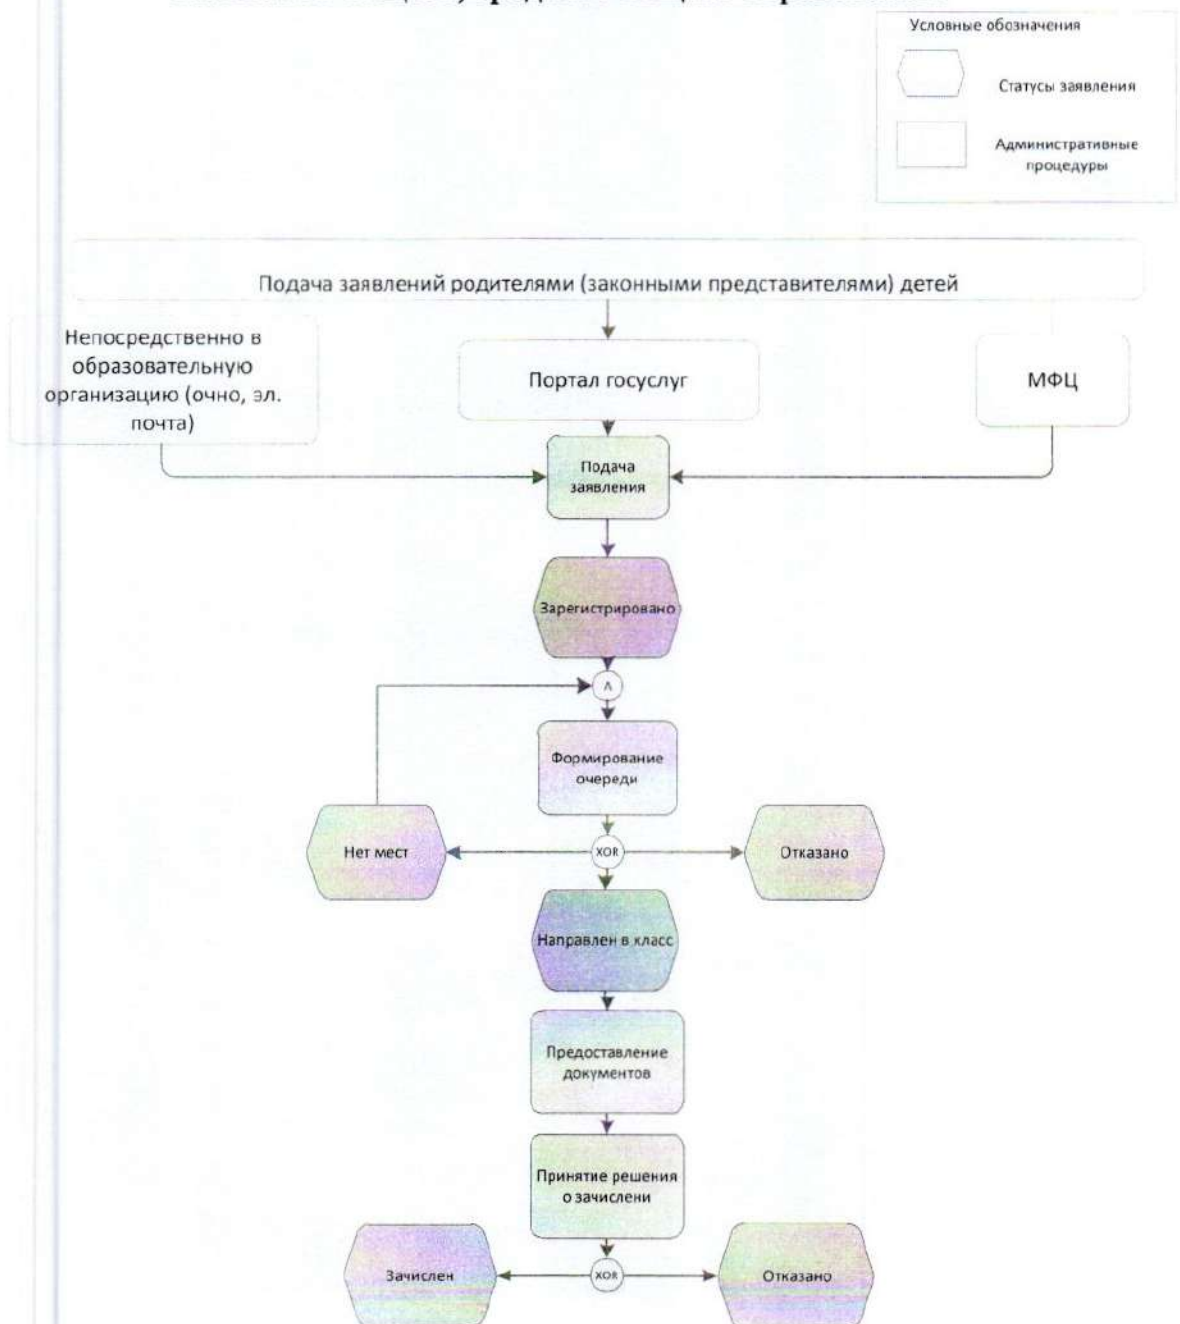 Условные обозначения
Статусы заявления
Административные
процедуры
Подача заявлений родителями (законными представителями) детей
Непосредственно в
образовательную
организацию (очно, эл.
почта)
Портал госуслуг
МФЦ
Подача
заявления
Зарегистрировано
Λ
Формирование
очереди
Нет мест
XOR
Отказано
Направлен в класс
Предоставление
документов
Принятие решения
о зачислени
Зачислен
XOR
Отказано